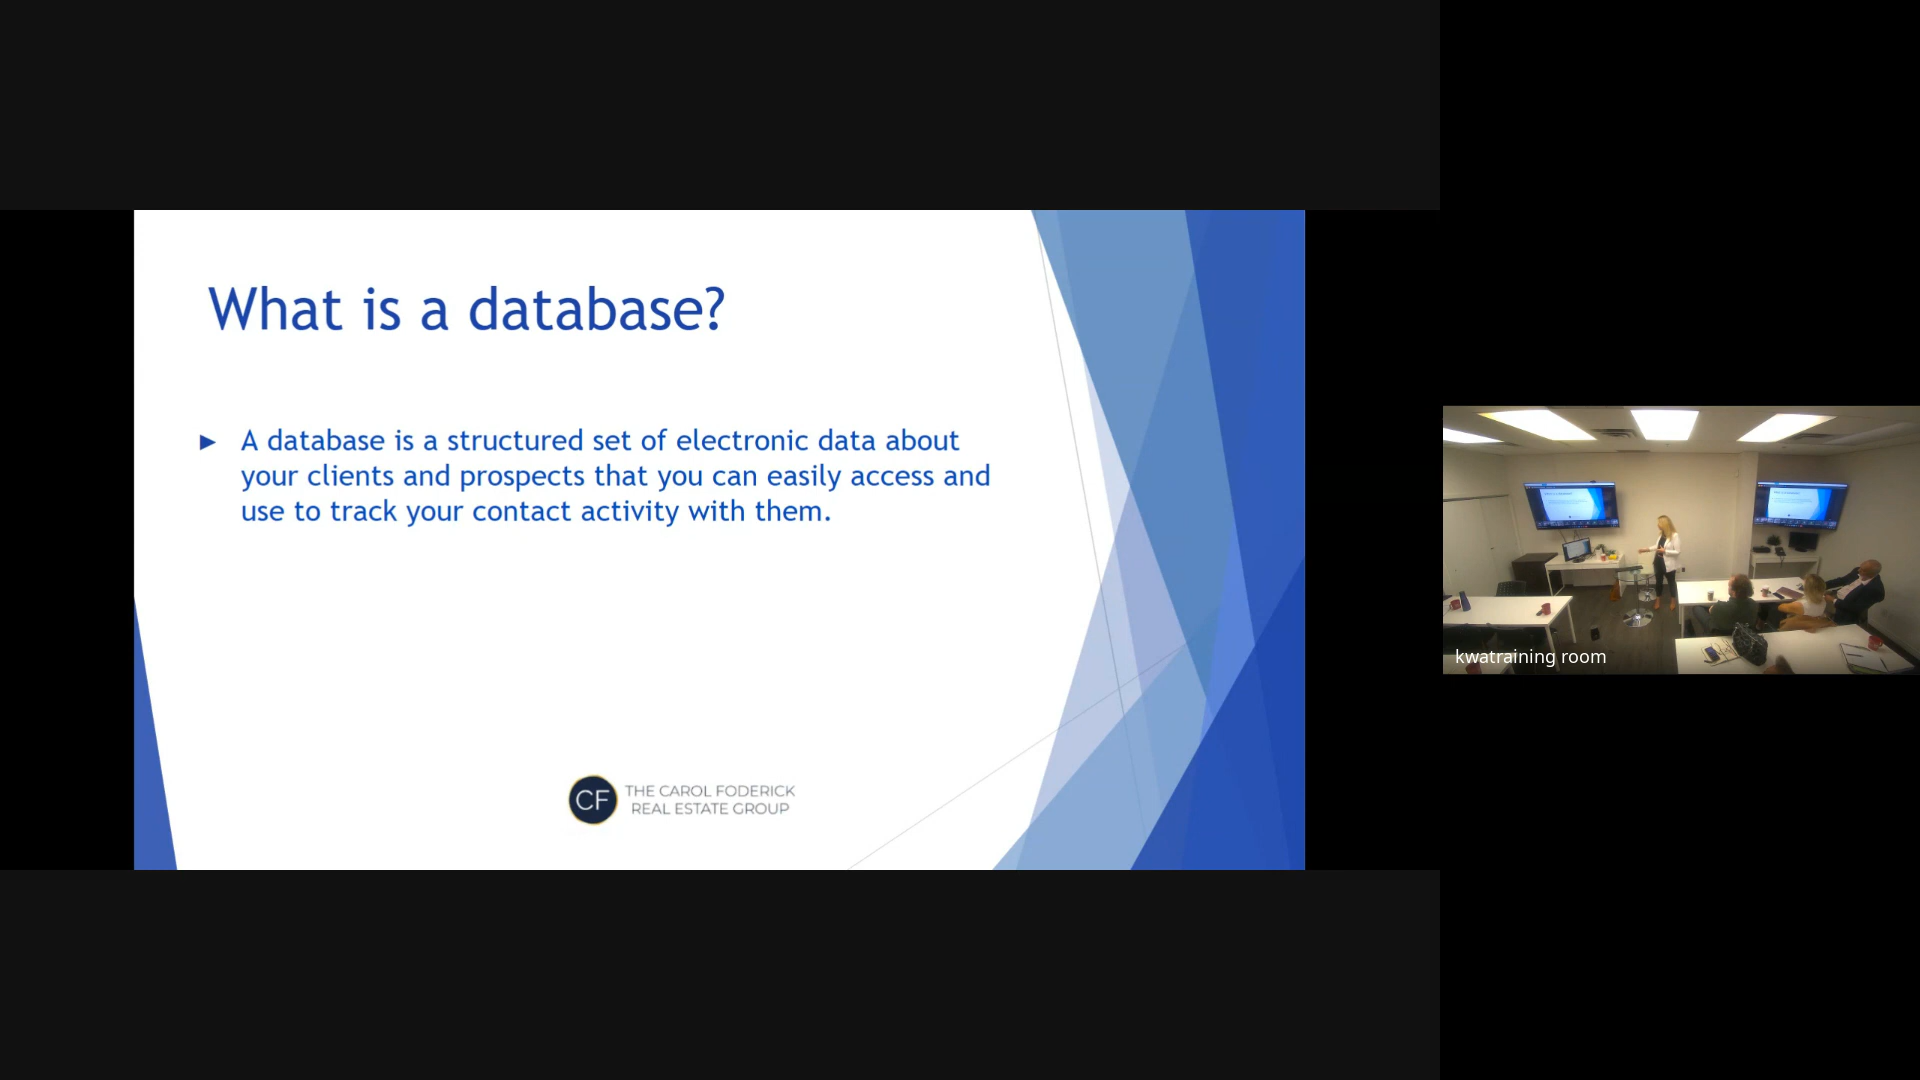 What is a database?
► A database is a structured set of electronic data about
your clients and prospects that you can easily access and
use to track your contact activity with them.
CF
THE CAROL FODERICK
REAL ESTATE GROUP
kwatraining room